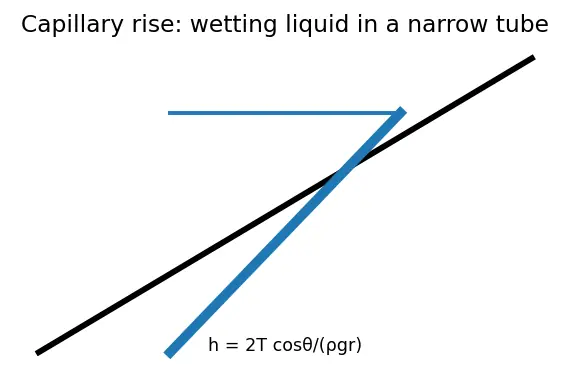 Capillary rise: wetting liquid in a narrow tube
h = 2T cosθ/(ρgr)